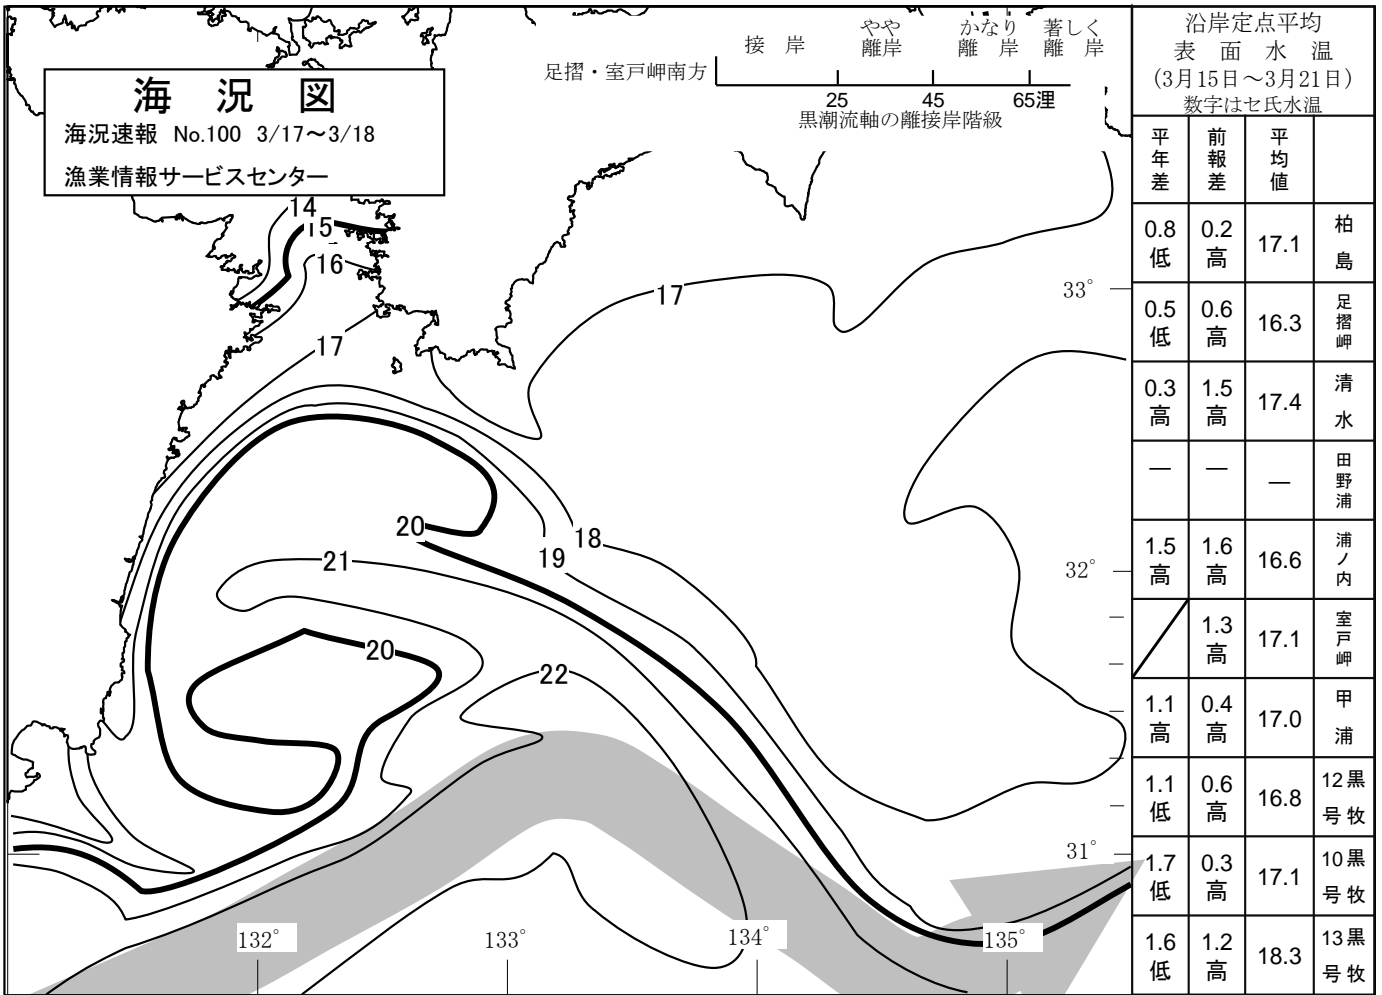 海 況 図
海況速報 No.100 3/17～3/18
漁業情報サービスセンター
接 岸
やや
離岸
かなり
離 岸
著しく
離 岸
足摺・室戸岬南方
25 45 65浬
黒潮流軸の離接岸階級
14
15
16
17
17
33°
20
18
19
21
32°
20
22
31°
132°
133°
134°
135°
沿岸定点平均
表 面 水 温
(3月15日～3月21日)
数字はセ氏水温
平年差 前報差 平均値
0.8低 0.2高 17.1 柏島
0.5低 0.6高 16.3 足摺岬
0.3高 1.5高 17.4 清水
― ― ― 田野浦
1.5高 1.6高 16.6 浦ノ内
1.3高 17.1 室戸岬
1.1高 0.4高 17.0 甲浦
1.1低 0.6高 16.8 黒牧12号
1.7低 0.3高 17.1 黒牧10号
1.6低 1.2高 18.3 黒牧13号